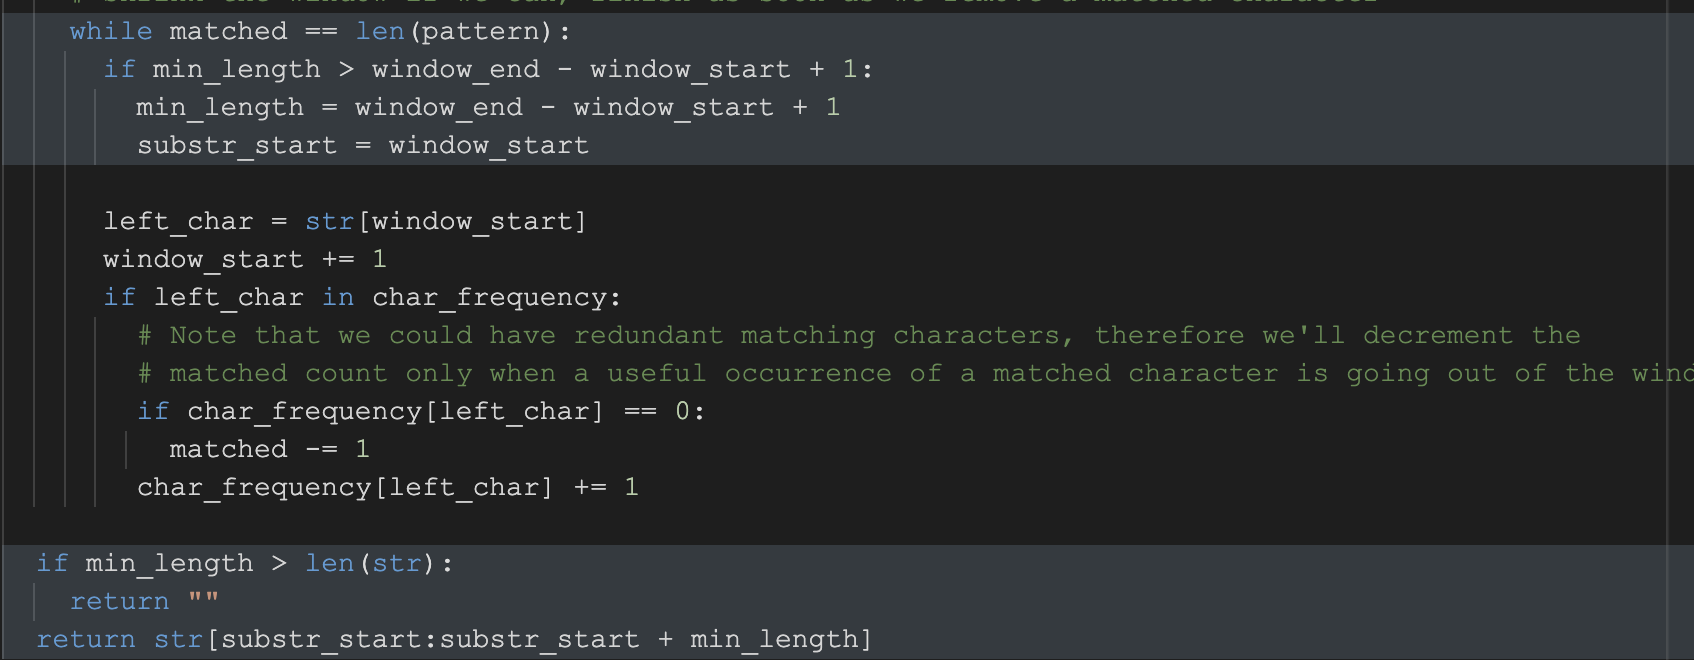 while matched == len(pattern):
if min_length > window_end - window_start + 1:
min_length = window_end - window_start + 1
substr_start = window_start
left_char = str[window_start]
window_start += 1
if left_char in char_frequency:
# Note that we could have redundant matching characters, therefore we'll decrement the
# matched count only when a useful occurrence of a matched character is going out of the
if char_frequency[left_char] == 0:
matched -= 1
char_frequency[left_char] += 1
if min_length > len(str):
return ""
return str[substr_start:substr_start + min_length]